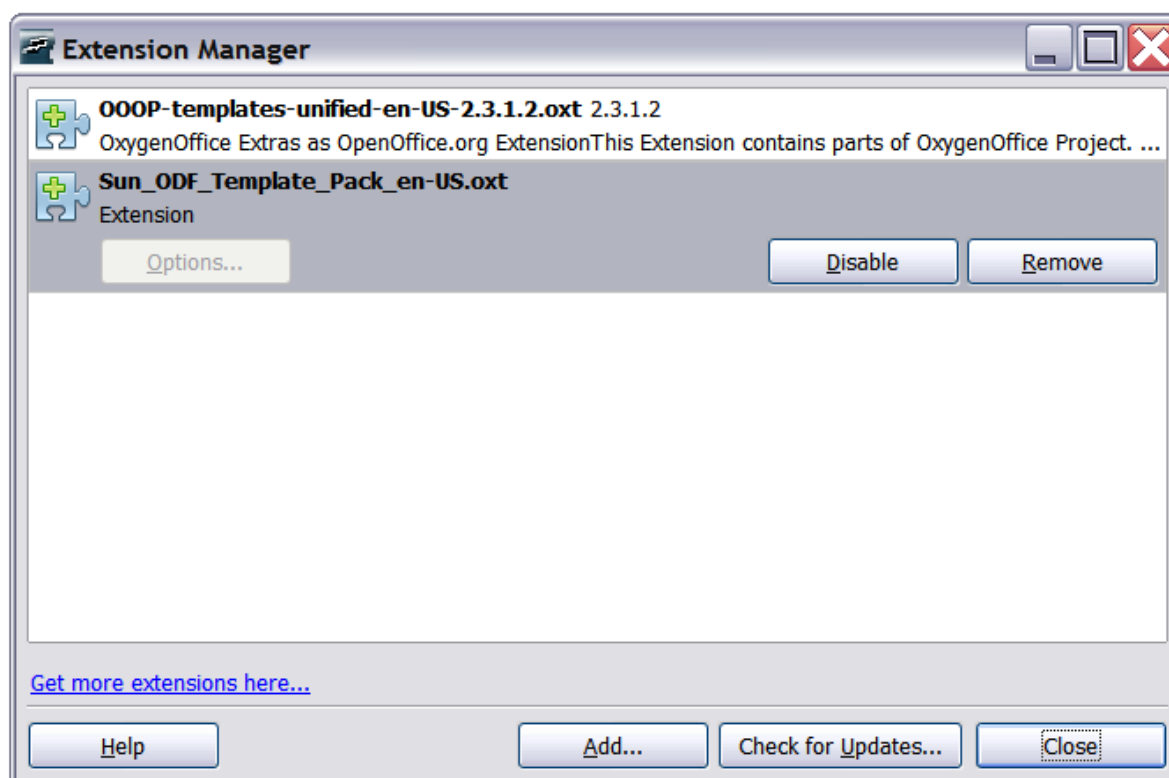 Extension Manager
OOOP-templates-unified-en-US-2.3.1.2.oxt 2.3.1.2
OxygenOffice Extras as OpenOffice.org ExtensionThis Extension contains parts of OxygenOffice Project. ...
Sun_ODF_Template_Pack_en-US.oxt
Extension
Options... Disable Remove
Get more extensions here...
Help Add... Check for Updates... Close